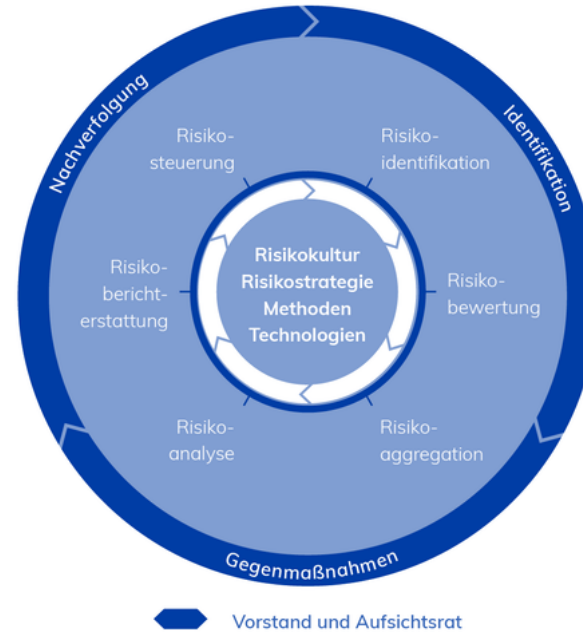 Nachverfolgung
Identifikation
Risiko-
steuerung
Risiko-
identifikation
Risiko-
bericht-
erstattung
Risikokultur
Risikostrategie
Methoden
Technologien
Risiko-
bewertung
Risiko-
analyse
Risiko-
aggregation
Gegenmaßnahmen
Vorstand und Aufsichtsrat